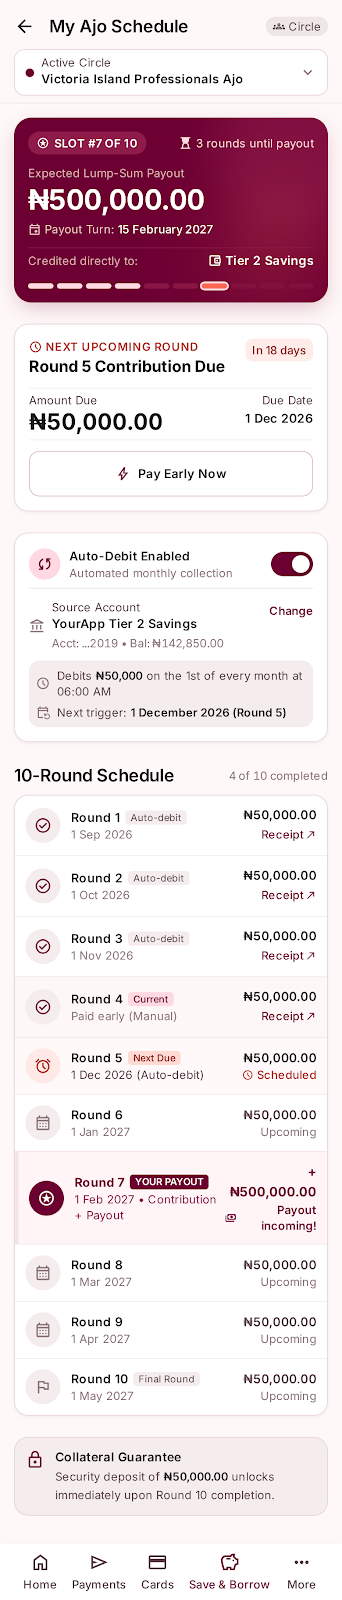 My Ajo Schedule
Circle
Active Circle
Victoria Island Professionals Ajo
SLOT #7 OF 10
3 rounds until payout
Expected Lump-Sum Payout
₦500,000.00
Payout Turn: 15 February 2027
Credited directly to:
Tier 2 Savings
NEXT UPCOMING ROUND
In 18 days
Round 5 Contribution Due
Amount Due
Due Date
₦50,000.00
1 Dec 2026
Pay Early Now
Auto-Debit Enabled
Automated monthly collection
Source Account
Change
YourApp Tier 2 Savings
Acct: ...2019 • Bal: ₦142,850.00
Debits ₦50,000 on the 1st of every month at
06:00 AM
Next trigger: 1 December 2026 (Round 5)
10-Round Schedule
4 of 10 completed
Round 1 Auto-debit
₦50,000.00
1 Sep 2026
Receipt ↗
Round 2 Auto-debit
₦50,000.00
1 Oct 2026
Receipt ↗
Round 3 Auto-debit
₦50,000.00
1 Nov 2026
Receipt ↗
Round 4 Current
₦50,000.00
Paid early (Manual)
Receipt ↗
Round 5 Next Due
₦50,000.00
1 Dec 2026 (Auto-debit)
Scheduled
Round 6
₦50,000.00
1 Jan 2027
Upcoming
Round 7 YOUR PAYOUT
+
₦500,000.00
1 Feb 2027 • Contribution
+ Payout
Payout
incoming!
Round 8
₦50,000.00
1 Mar 2027
Upcoming
Round 9
₦50,000.00
1 Apr 2027
Upcoming
Round 10 Final Round
₦50,000.00
1 May 2027
Upcoming
Collateral Guarantee
Security deposit of ₦50,000.00 unlocks
immediately upon Round 10 completion.
Home
Payments
Cards
Save & Borrow
More